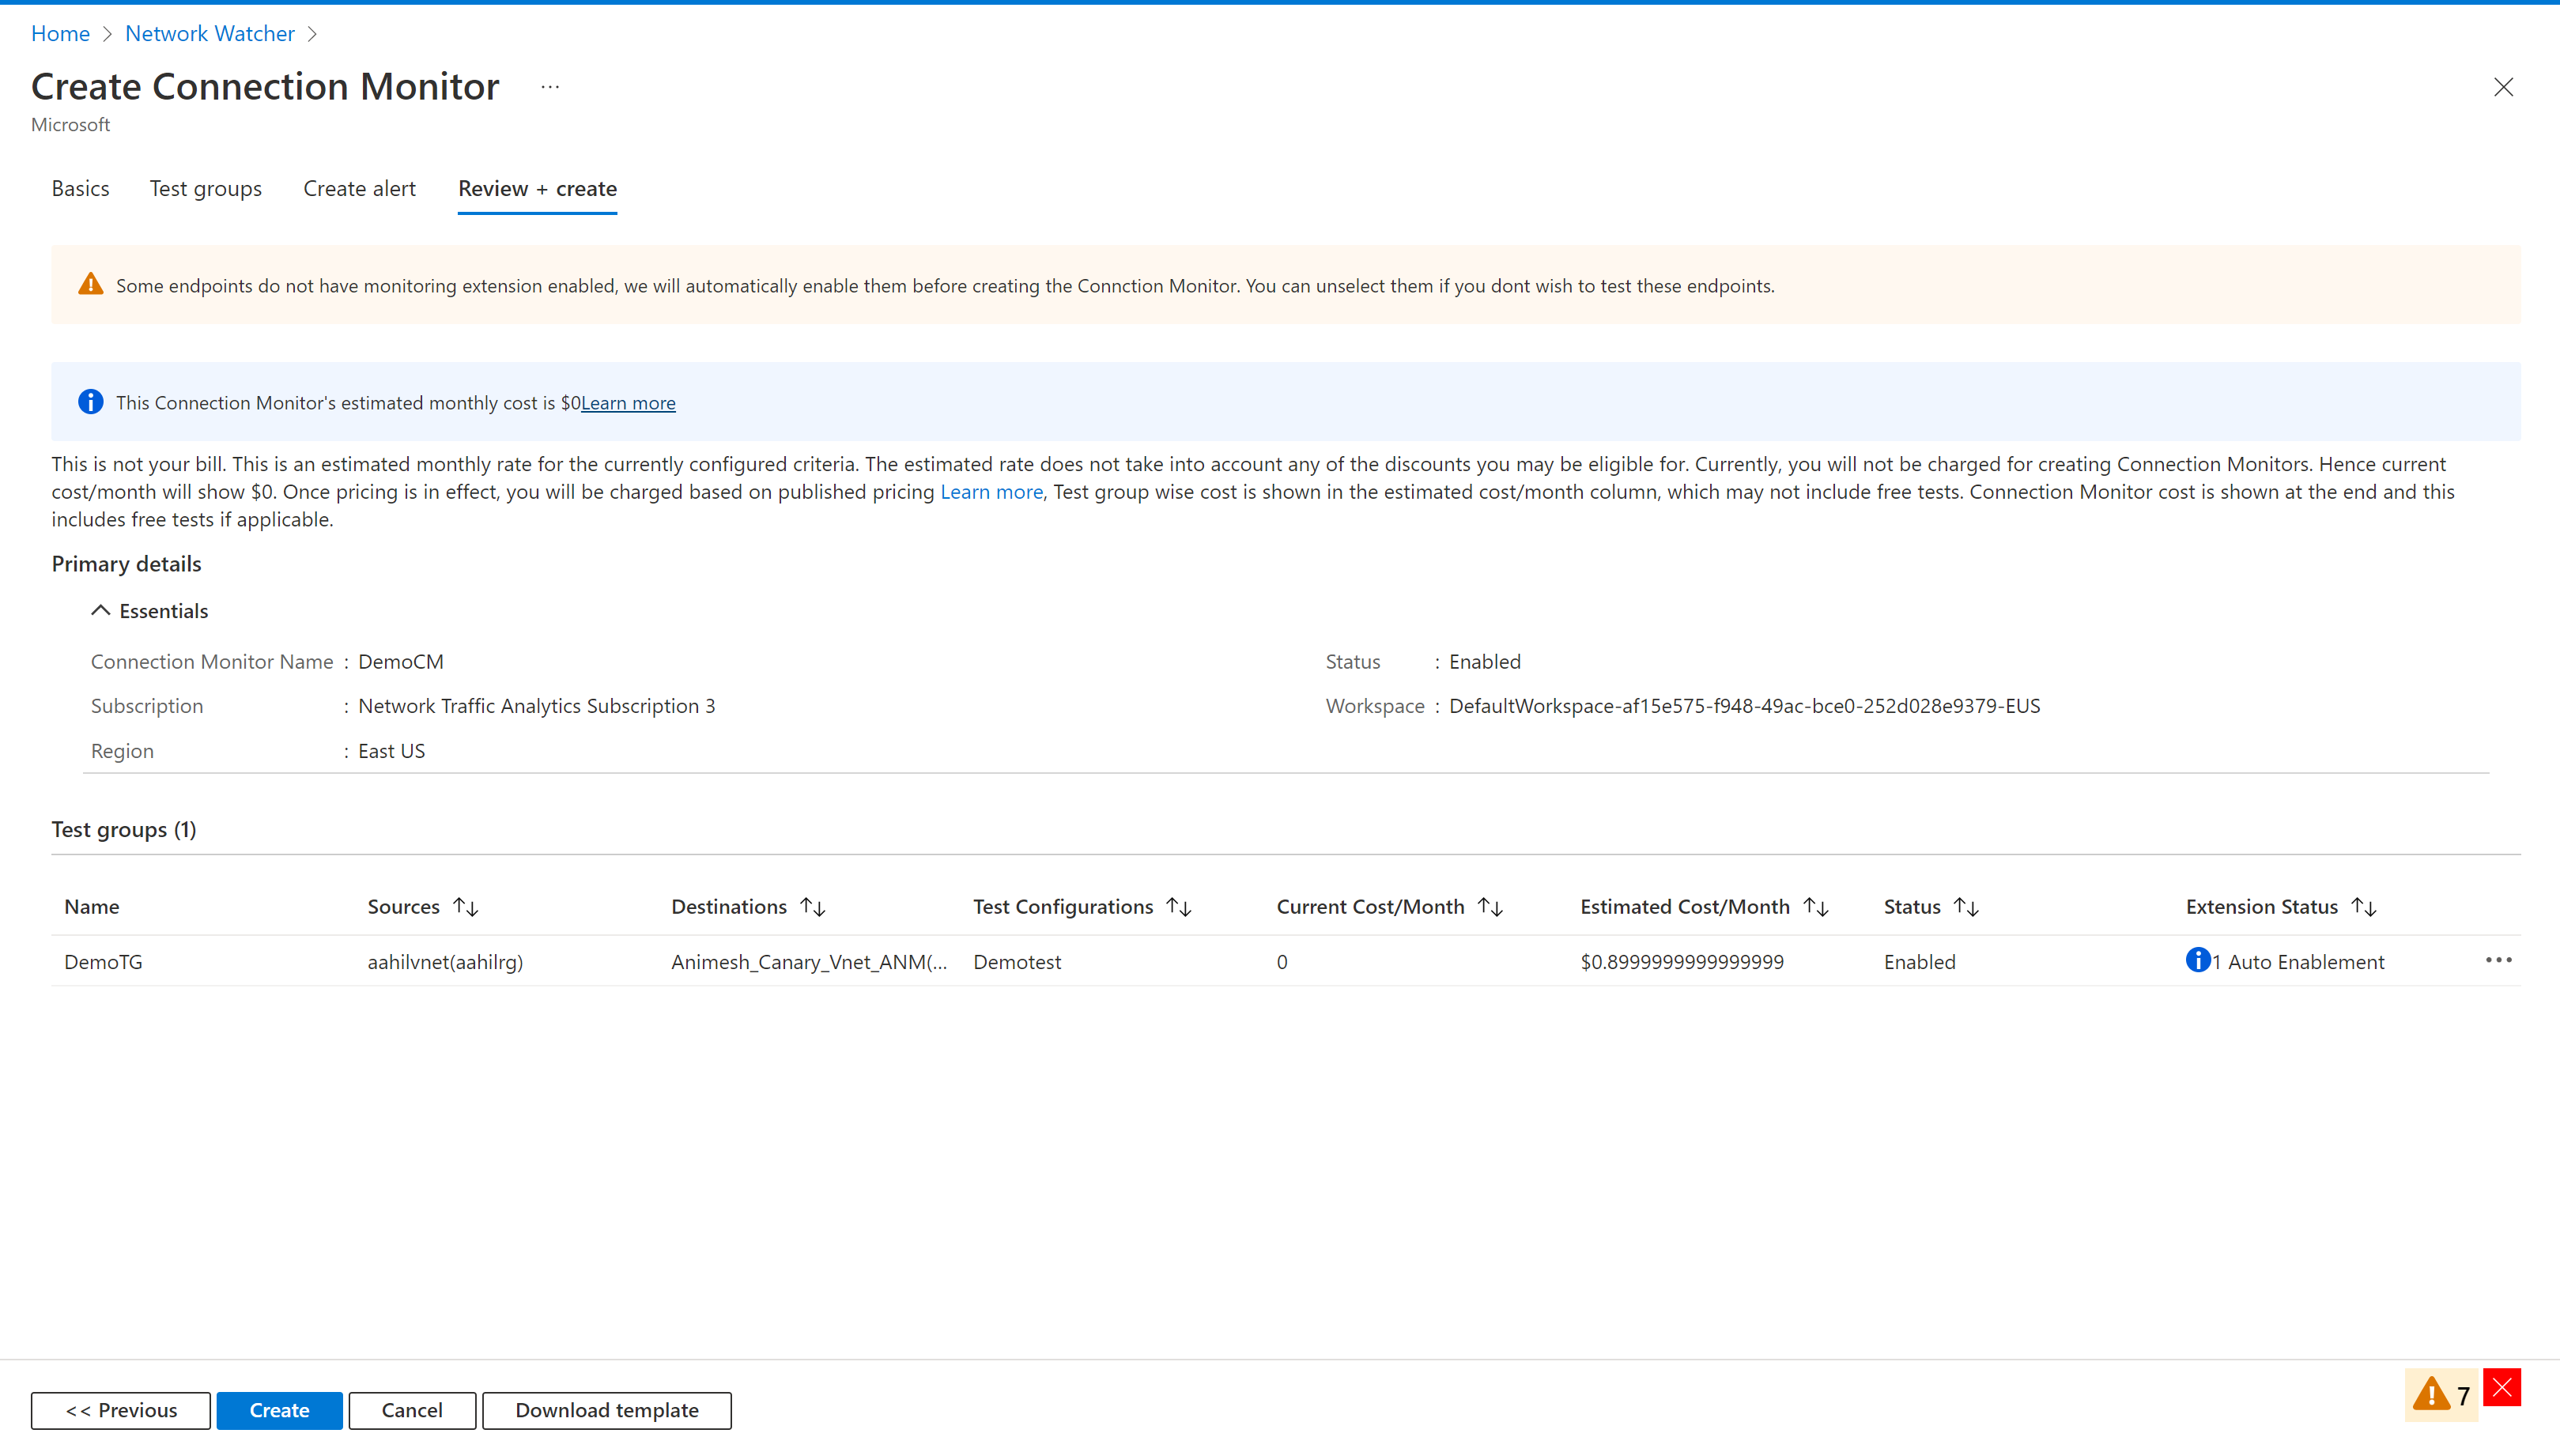 Home > Network Watcher >
Create Connection Monitor ...
Microsoft
Basics Test groups Create alert Review + create
Some endpoints do not have monitoring extension enabled, we will automatically enable them before creating the Connction Monitor. You can unselect them if you dont wish to test these endpoints.
This Connection Monitor's estimated monthly cost is $0Learn more
This is not your bill. This is an estimated monthly rate for the currently configured criteria. The estimated rate does not take into account any of the discounts you may be eligible for. Currently, you will not be charged for creating Connection Monitors. Hence current
cost/month will show $0. Once pricing is in effect, you will be charged based on published pricing Learn more, Test group wise cost is shown in the estimated cost/month column, which may not include free tests. Connection Monitor cost is shown at the end and this
includes free tests if applicable.
Primary details
Essentials
Connection Monitor Name : DemoCM Status : Enabled
Subscription : Network Traffic Analytics Subscription 3 Workspace : DefaultWorkspace-af15e575-f948-49ac-bce0-252d028e9379-EUS
Region : East US
Test groups (1)
Name Sources Destinations Test Configurations Current Cost/Month Estimated Cost/Month Status Extension Status
DemoTG aahilvnet(aahilrg) Animesh_Canary_Vnet_ANM(... Demotest 0 $0.8999999999999999 Enabled 1 Auto Enablement ...
<< Previous Create Cancel Download template 7